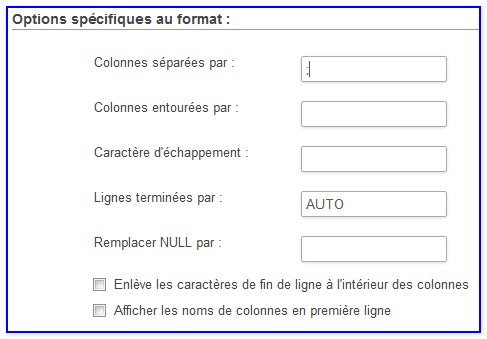 Options spécifiques au format :
Colonnes séparées par :
;
Colonnes entourées par :
Caractère d'échappement :
Lignes terminées par :
AUTO
Remplacer NULL par :
Enlève les caractères de fin de ligne à l'intérieur des colonnes
Afficher les noms de colonnes en première ligne